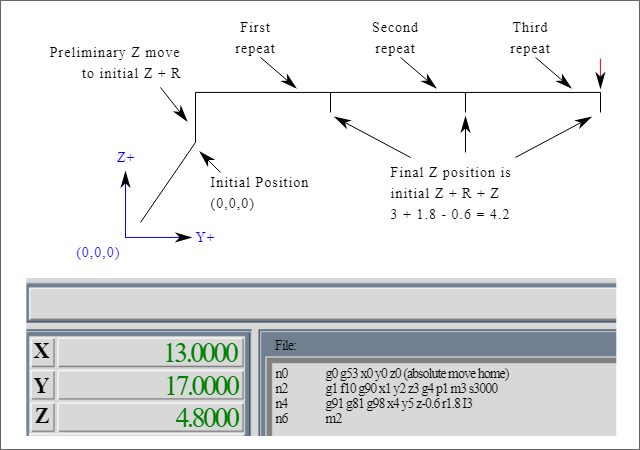 First
repeat
Second
repeat
Third
repeat
Preliminary Z move
to initial Z + R
Z+
Initial Position
(0,0,0)
Final Z position is
initial Z + R + Z
3 + 1.8 - 0.6 = 4.2
Y+
(0,0,0)
X 13.0000
Y 17.0000
Z 4.8000
File:
n0 g0 g53 x0 y0 z0 (absolute move home)
n2 g1 f10 g90 x1 y2 z3 g4 p1 m3 s3000
n4 g91 g81 g98 x4 y5 z-0.6 r1.8 l3
n6 m2